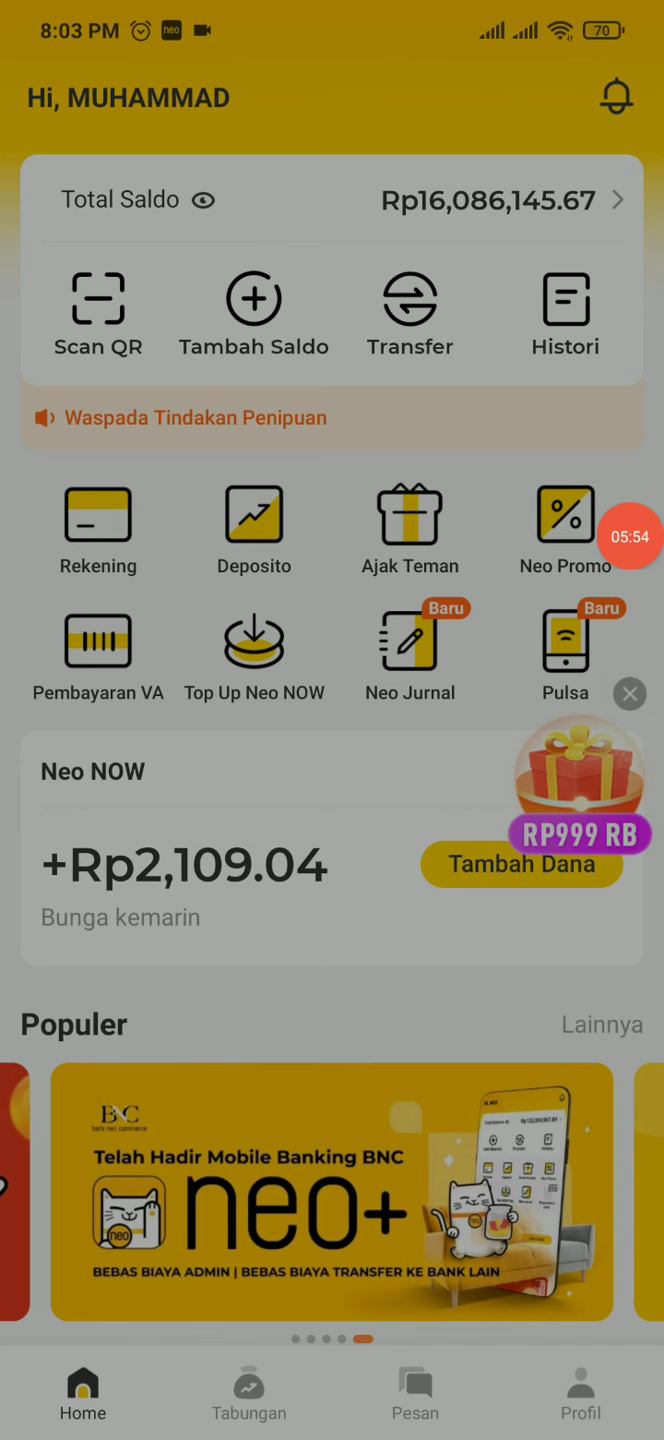 8:03 PM neo 70
Hi, MUHAMMAD
Total Saldo Rp16,086,145.67
Scan QR Tambah Saldo Transfer Histori
Waspada Tindakan Penipuan
05:54
Rekening Deposito Ajak Teman Neo Promo
Baru Baru
Pembayaran VA Top Up Neo NOW Neo Jurnal Pulsa
Neo NOW
RP999 RB
+Rp2,109.04 Tambah Dana
Bunga kemarin
Populer Lainnya
BNC
bank neo commerce
Telah Hadir Mobile Banking BNC
neo+
neo
BEBAS BIAYA ADMIN | BEBAS BIAYA TRANSFER KE BANK LAIN
Home Tabungan Pesan Profil